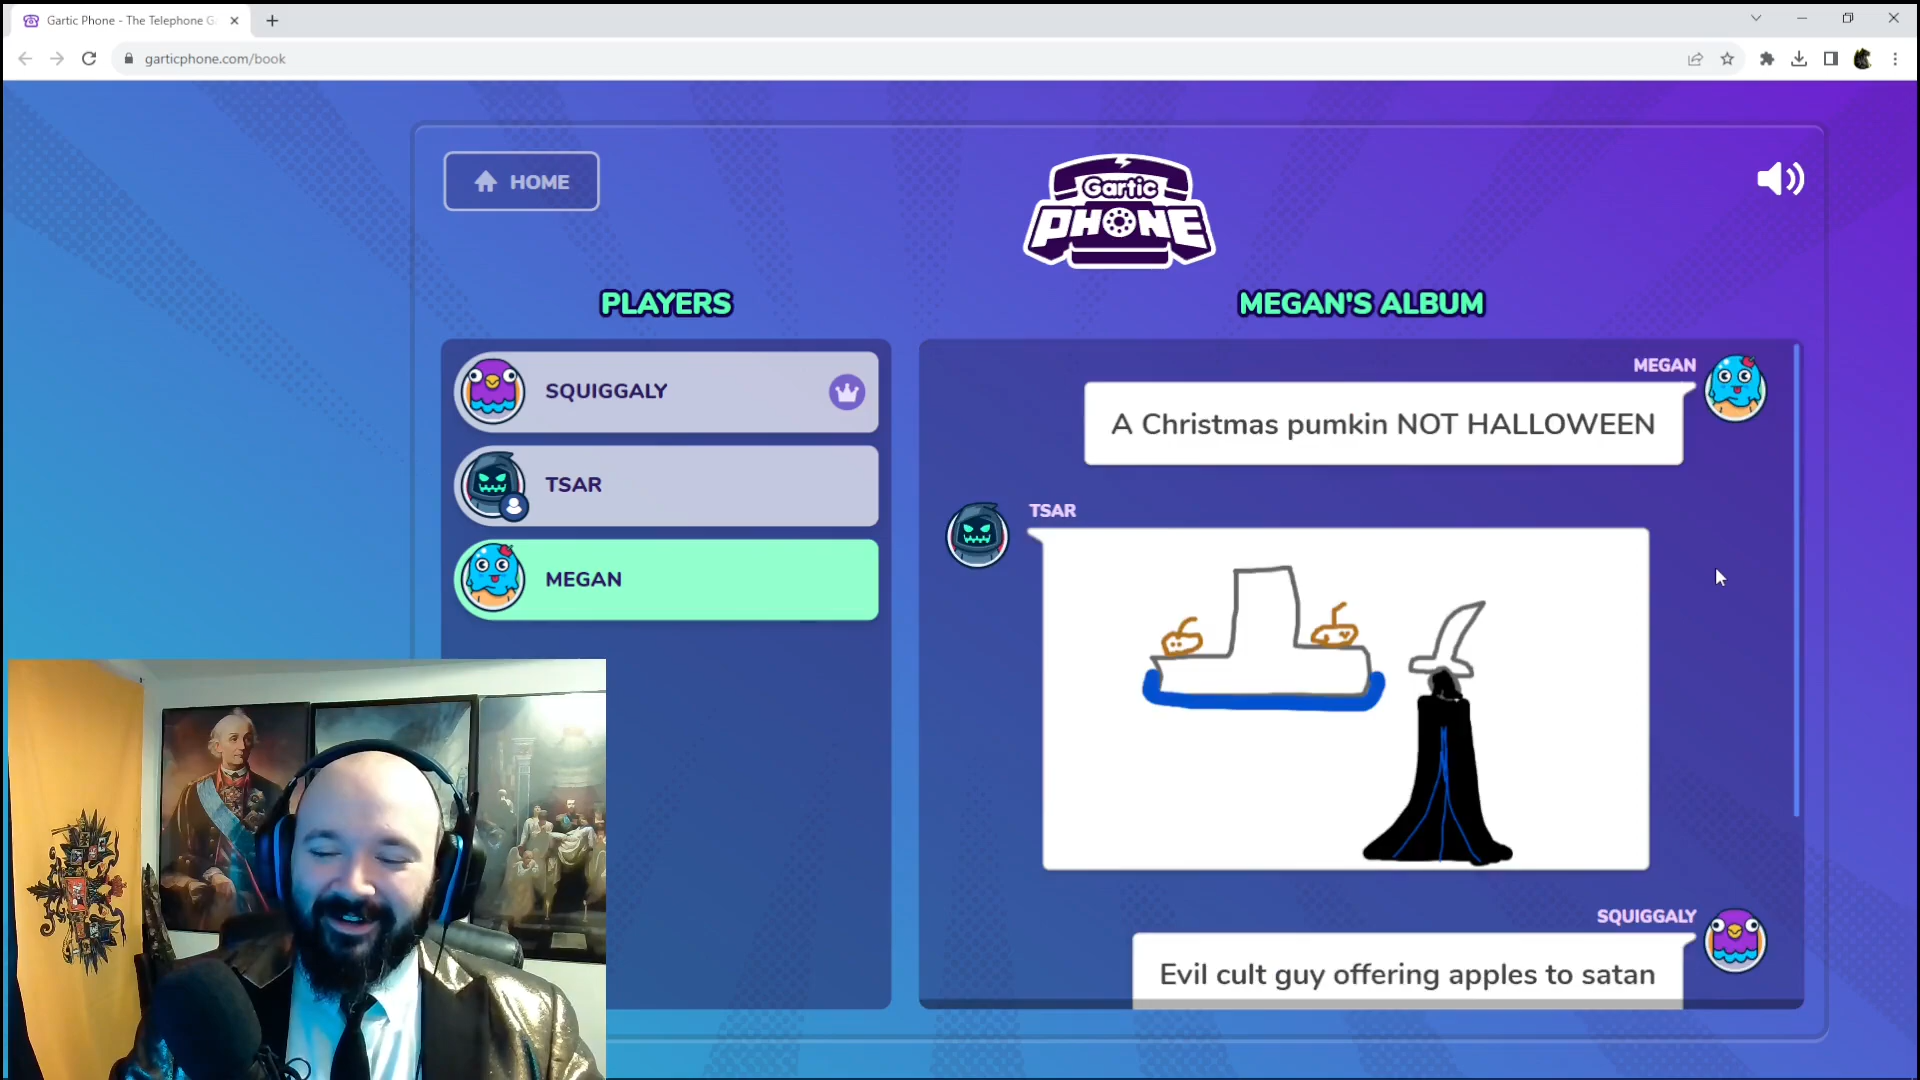 Gartic Phone - The Telephone G
garticphone.com/book
HOME
Gartic
PHONE
PLAYERS
SQUIGGALY
TSAR
MEGAN
MEGAN'S ALBUM
MEGAN
A Christmas pumkin NOT HALLOWEEN
TSAR
SQUIGGALY
Evil cult guy offering apples to satan